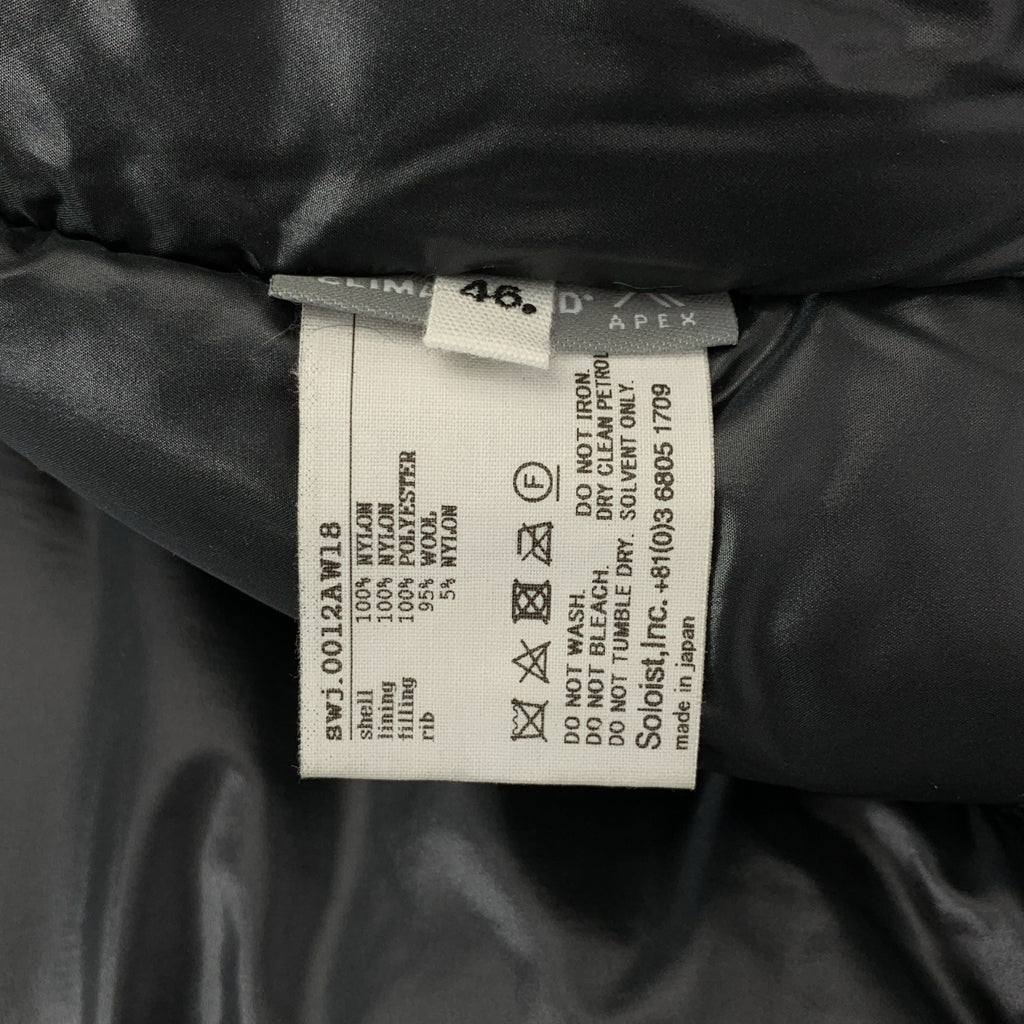 46.
APEX
swj.0012AW18
shell 100% NYLON
lining 100% NYLON
filling 100% POLYESTER
rib 95% WOOL
5% NYLON
F
DO NOT WASH. DO NOT IRON.
DO NOT BLEACH. DRY CLEAN PETROL
DO NOT TUMBLE DRY. SOLVENT ONLY.
Soloist,Inc. +81(0)3 6805 1709
made in japan